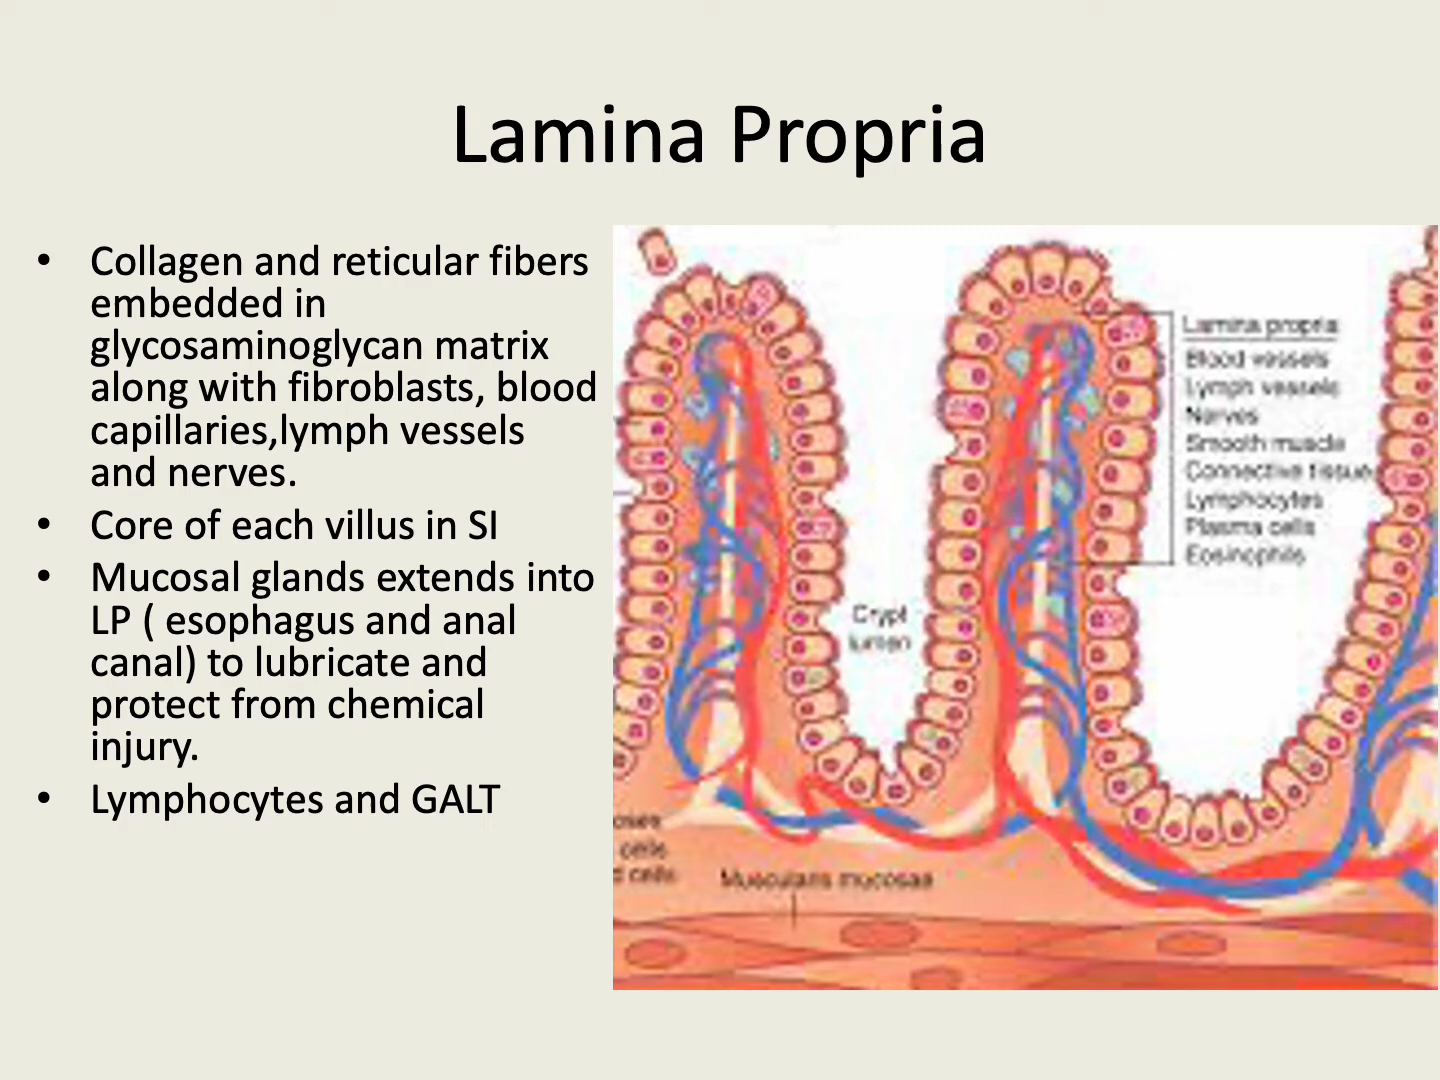 Lamina Propria
• Collagen and reticular fibers
embedded in
glycosaminoglycan matrix
along with fibroblasts, blood
capillaries,lymph vessels
and nerves.
• Core of each villus in SI
• Mucosal glands extends into
LP ( esophagus and anal
canal) to lubricate and
protect from chemical
injury.
• Lymphocytes and GALT
Lamina propria
Blood vessels
Lymph vessels
Nerves
Smooth muscle
Connective tissue
Lymphocytes
Plasma cells
Eosinophils
Crypt
lumen
cells
cells
Muscularis mucosae